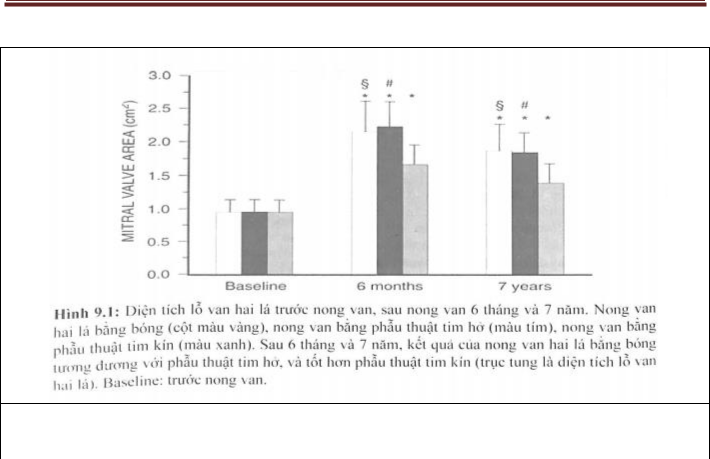 MITRAL VALVE AREA (cm²)
3.0
2.5
2.0
1.5
1.0
0.5
0.0
§ #
* * *
§ #
* * *
Baseline 6 months 7 years
Hình 9.1: Diện tích lỗ van hai lá trước nong van, sau nong van 6 tháng và 7 năm. Nong van
hai lá bằng bóng (cột màu vàng), nong van bằng phẫu thuật tim hở (màu tím), nong van bằng
phẫu thuật tim kín (màu xanh). Sau 6 tháng và 7 năm, kết quả của nong van hai lá bằng bóng
tương đương với phẫu thuật tim hở, và tốt hơn phẫu thuật tim kín (trục tung là diện tích lỗ van
hai lá). Baseline: trước nong van.